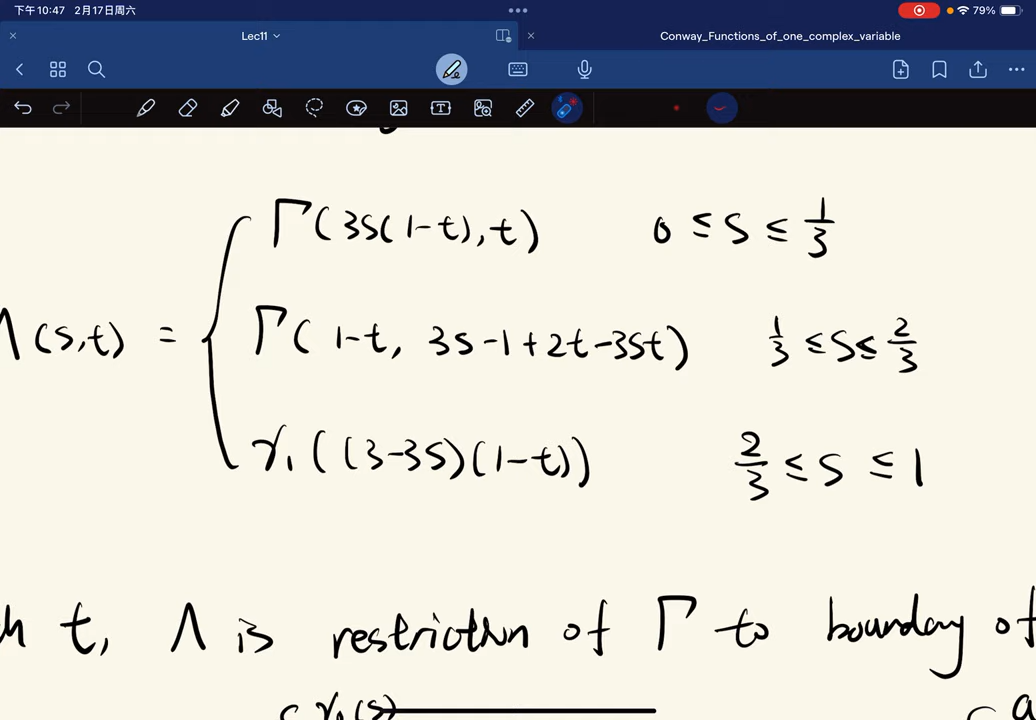 下午10:47 2月17日周六
79%
Lec11
Conway_Functions_of_one_complex_variable
Γ(3s(1-t),t) 0 ≤ s ≤ 1/3
Λ(s,t) = Γ(1-t, 3s-1+2t-3st) 1/3 ≤ s ≤ 2/3
γ₁((3-3s)(1-t)) 2/3 ≤ s ≤ 1
t, Λ is restriction of Γ to boundary of
γ₀(s)